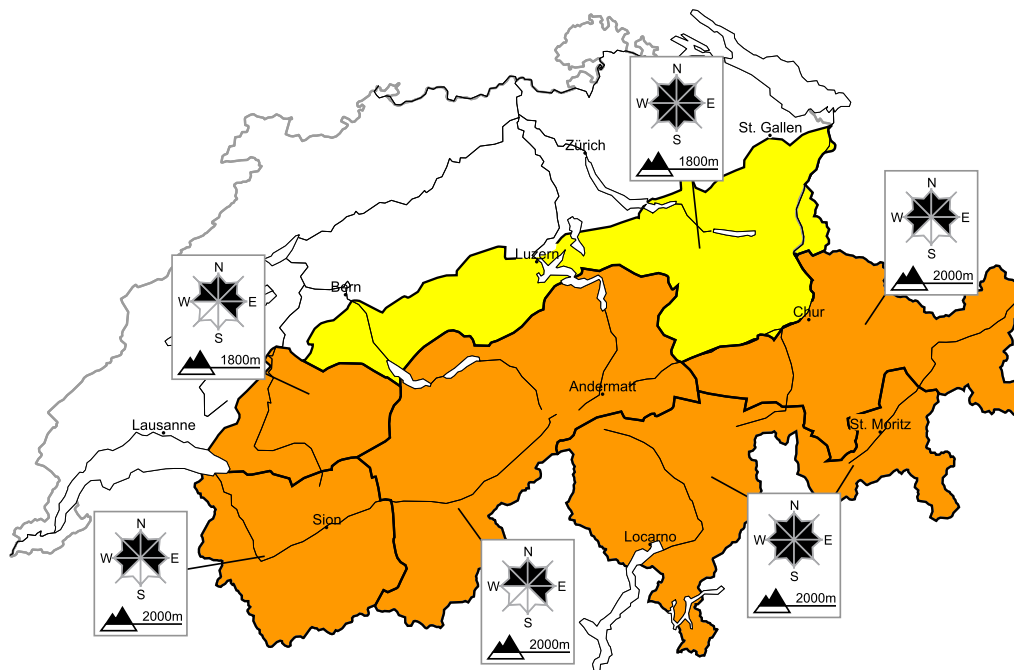 N
W E
S
1800m
St. Gallen
Zürich
N
W E
S
2000m
Luzern
N
W E
S
1800m
Bern
Chur
Andermatt
Lausanne
St. Moritz
Sion
Locarno
N
W E
S
2000m
N
W E
S
2000m
N
W E
S
2000m